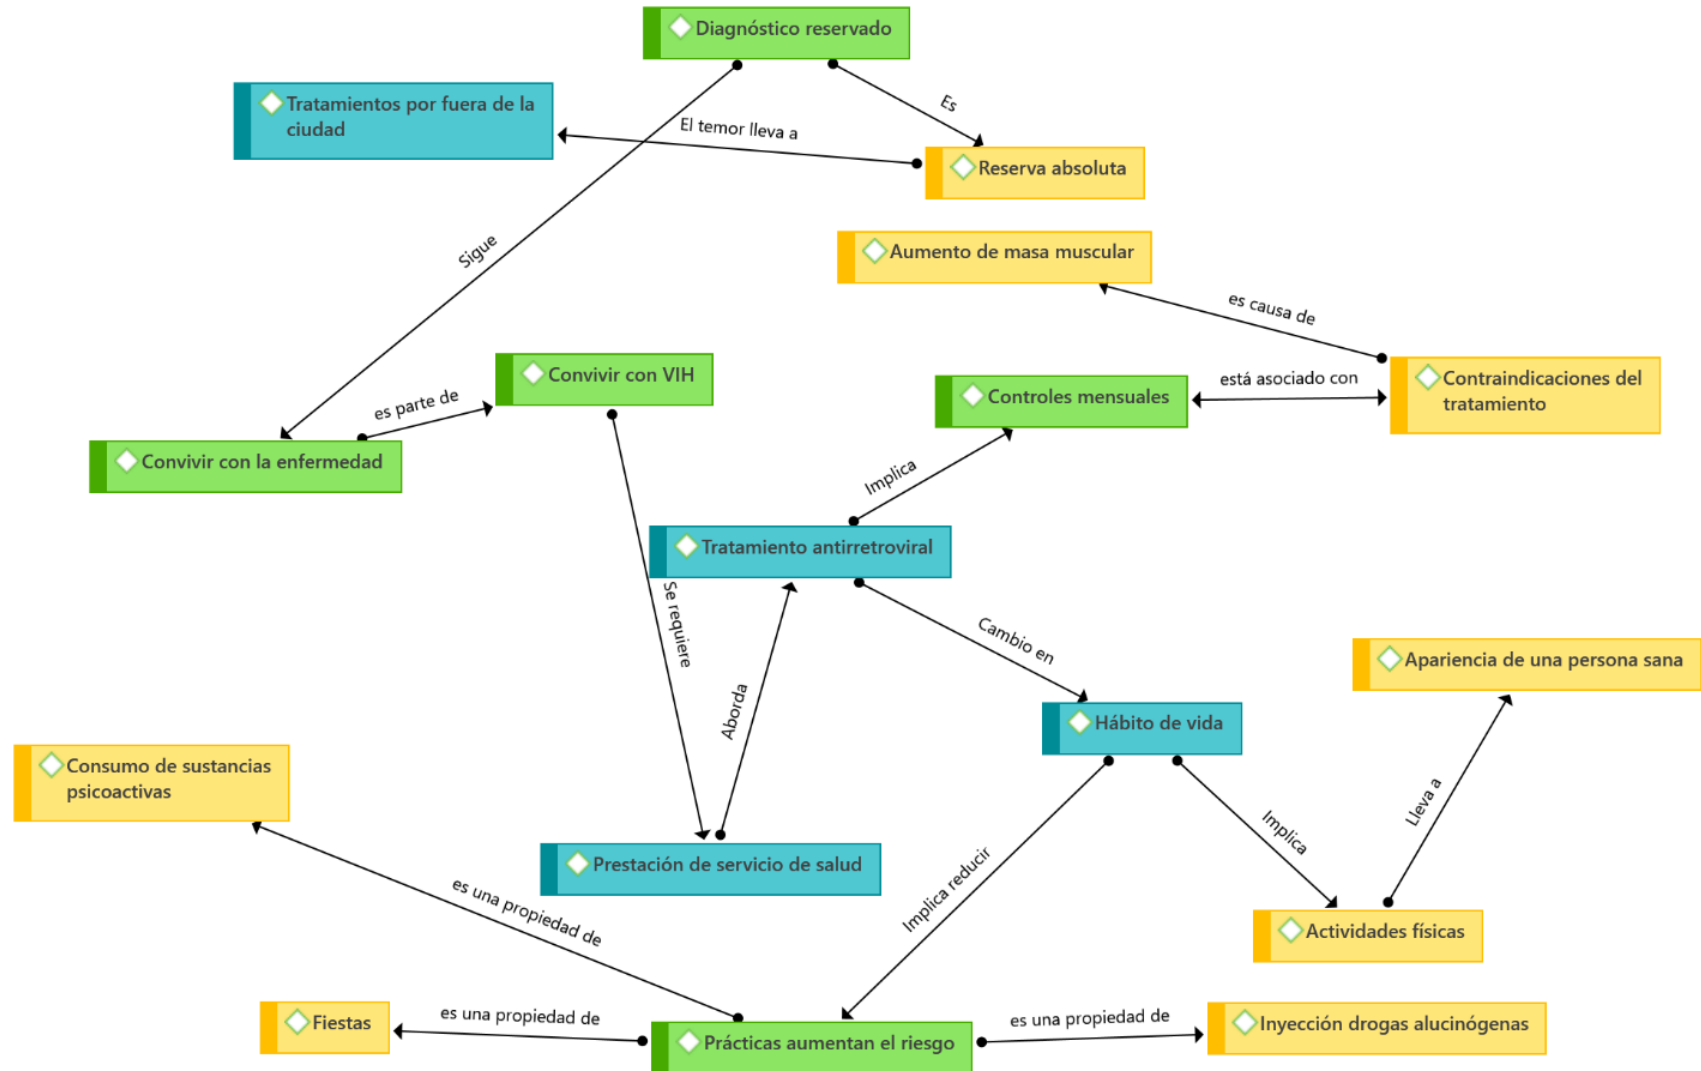 Diagnóstico reservado
Tratamientos por fuera de la
ciudad
El temor lleva a
Es
Reserva absoluta
Sigue
Aumento de masa muscular
es causa de
Convivir con VIH
es parte de
Convivir con la enfermedad
Controles mensuales
está asociado con
Contraindicaciones del
tratamiento
Implica
Tratamiento antirretroviral
Se requiere
Cambio en
Aborda
Apariencia de una persona sana
Hábito de vida
Consumo de sustancias
psicoactivas
Lleva a
Implica
Implica reducir
Prestación de servicio de salud
es una propiedad de
Actividades físicas
Fiestas
es una propiedad de
Prácticas aumentan el riesgo
es una propiedad de
Inyección drogas alucinógenas